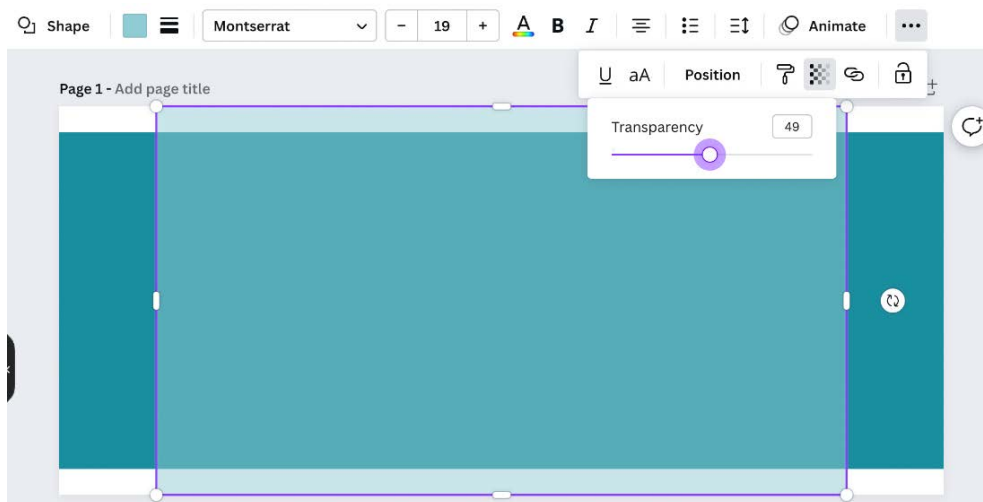 Shape Montserrat - 19 + A B I Animate
U aA Position
Page 1 - Add page title
Transparency 49